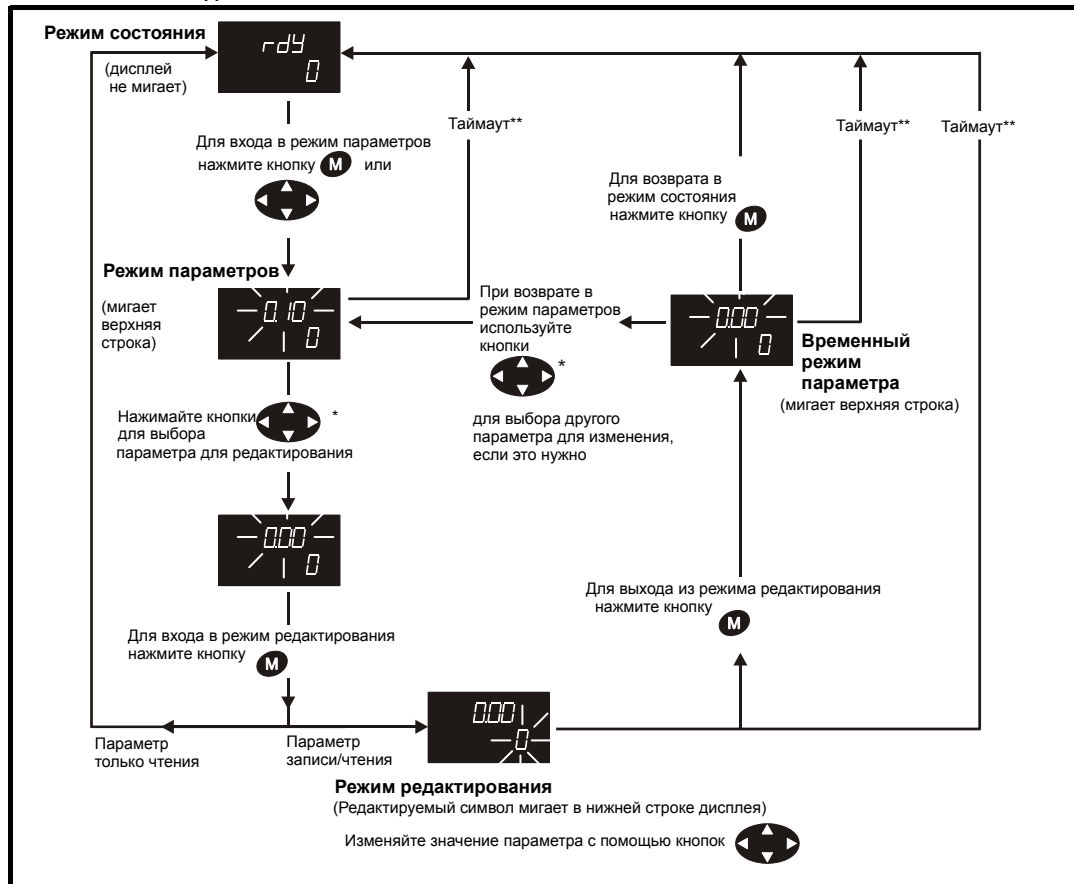 Режим состояния
(дисплей
не мигает)
rdY
0
Для входа в режим параметров
нажмите кнопку M или
Таймаут**
Таймаут**
Таймаут**
Для возврата в
режим состояния
нажмите кнопку M
Режим параметров
(мигает
верхняя
строка)
0.10
0
При возврате в
режим параметров
используйте
кнопки
*
для выбора другого
параметра для изменения,
если это нужно
0.00
0
Временный
режим
параметра
(мигает верхняя строка)
Нажимайте кнопки *
для выбора
параметра для редактирования
0.00
0
Для входа в режим редактирования
нажмите кнопку M
Для выхода из режима редактирования
нажмите кнопку M
Параметр
только чтения
Параметр
записи/чтения
0.00
0
Режим редактирования
(Редактируемый символ мигает в нижней строке дисплея)
Изменяйте значение параметра с помощью кнопок